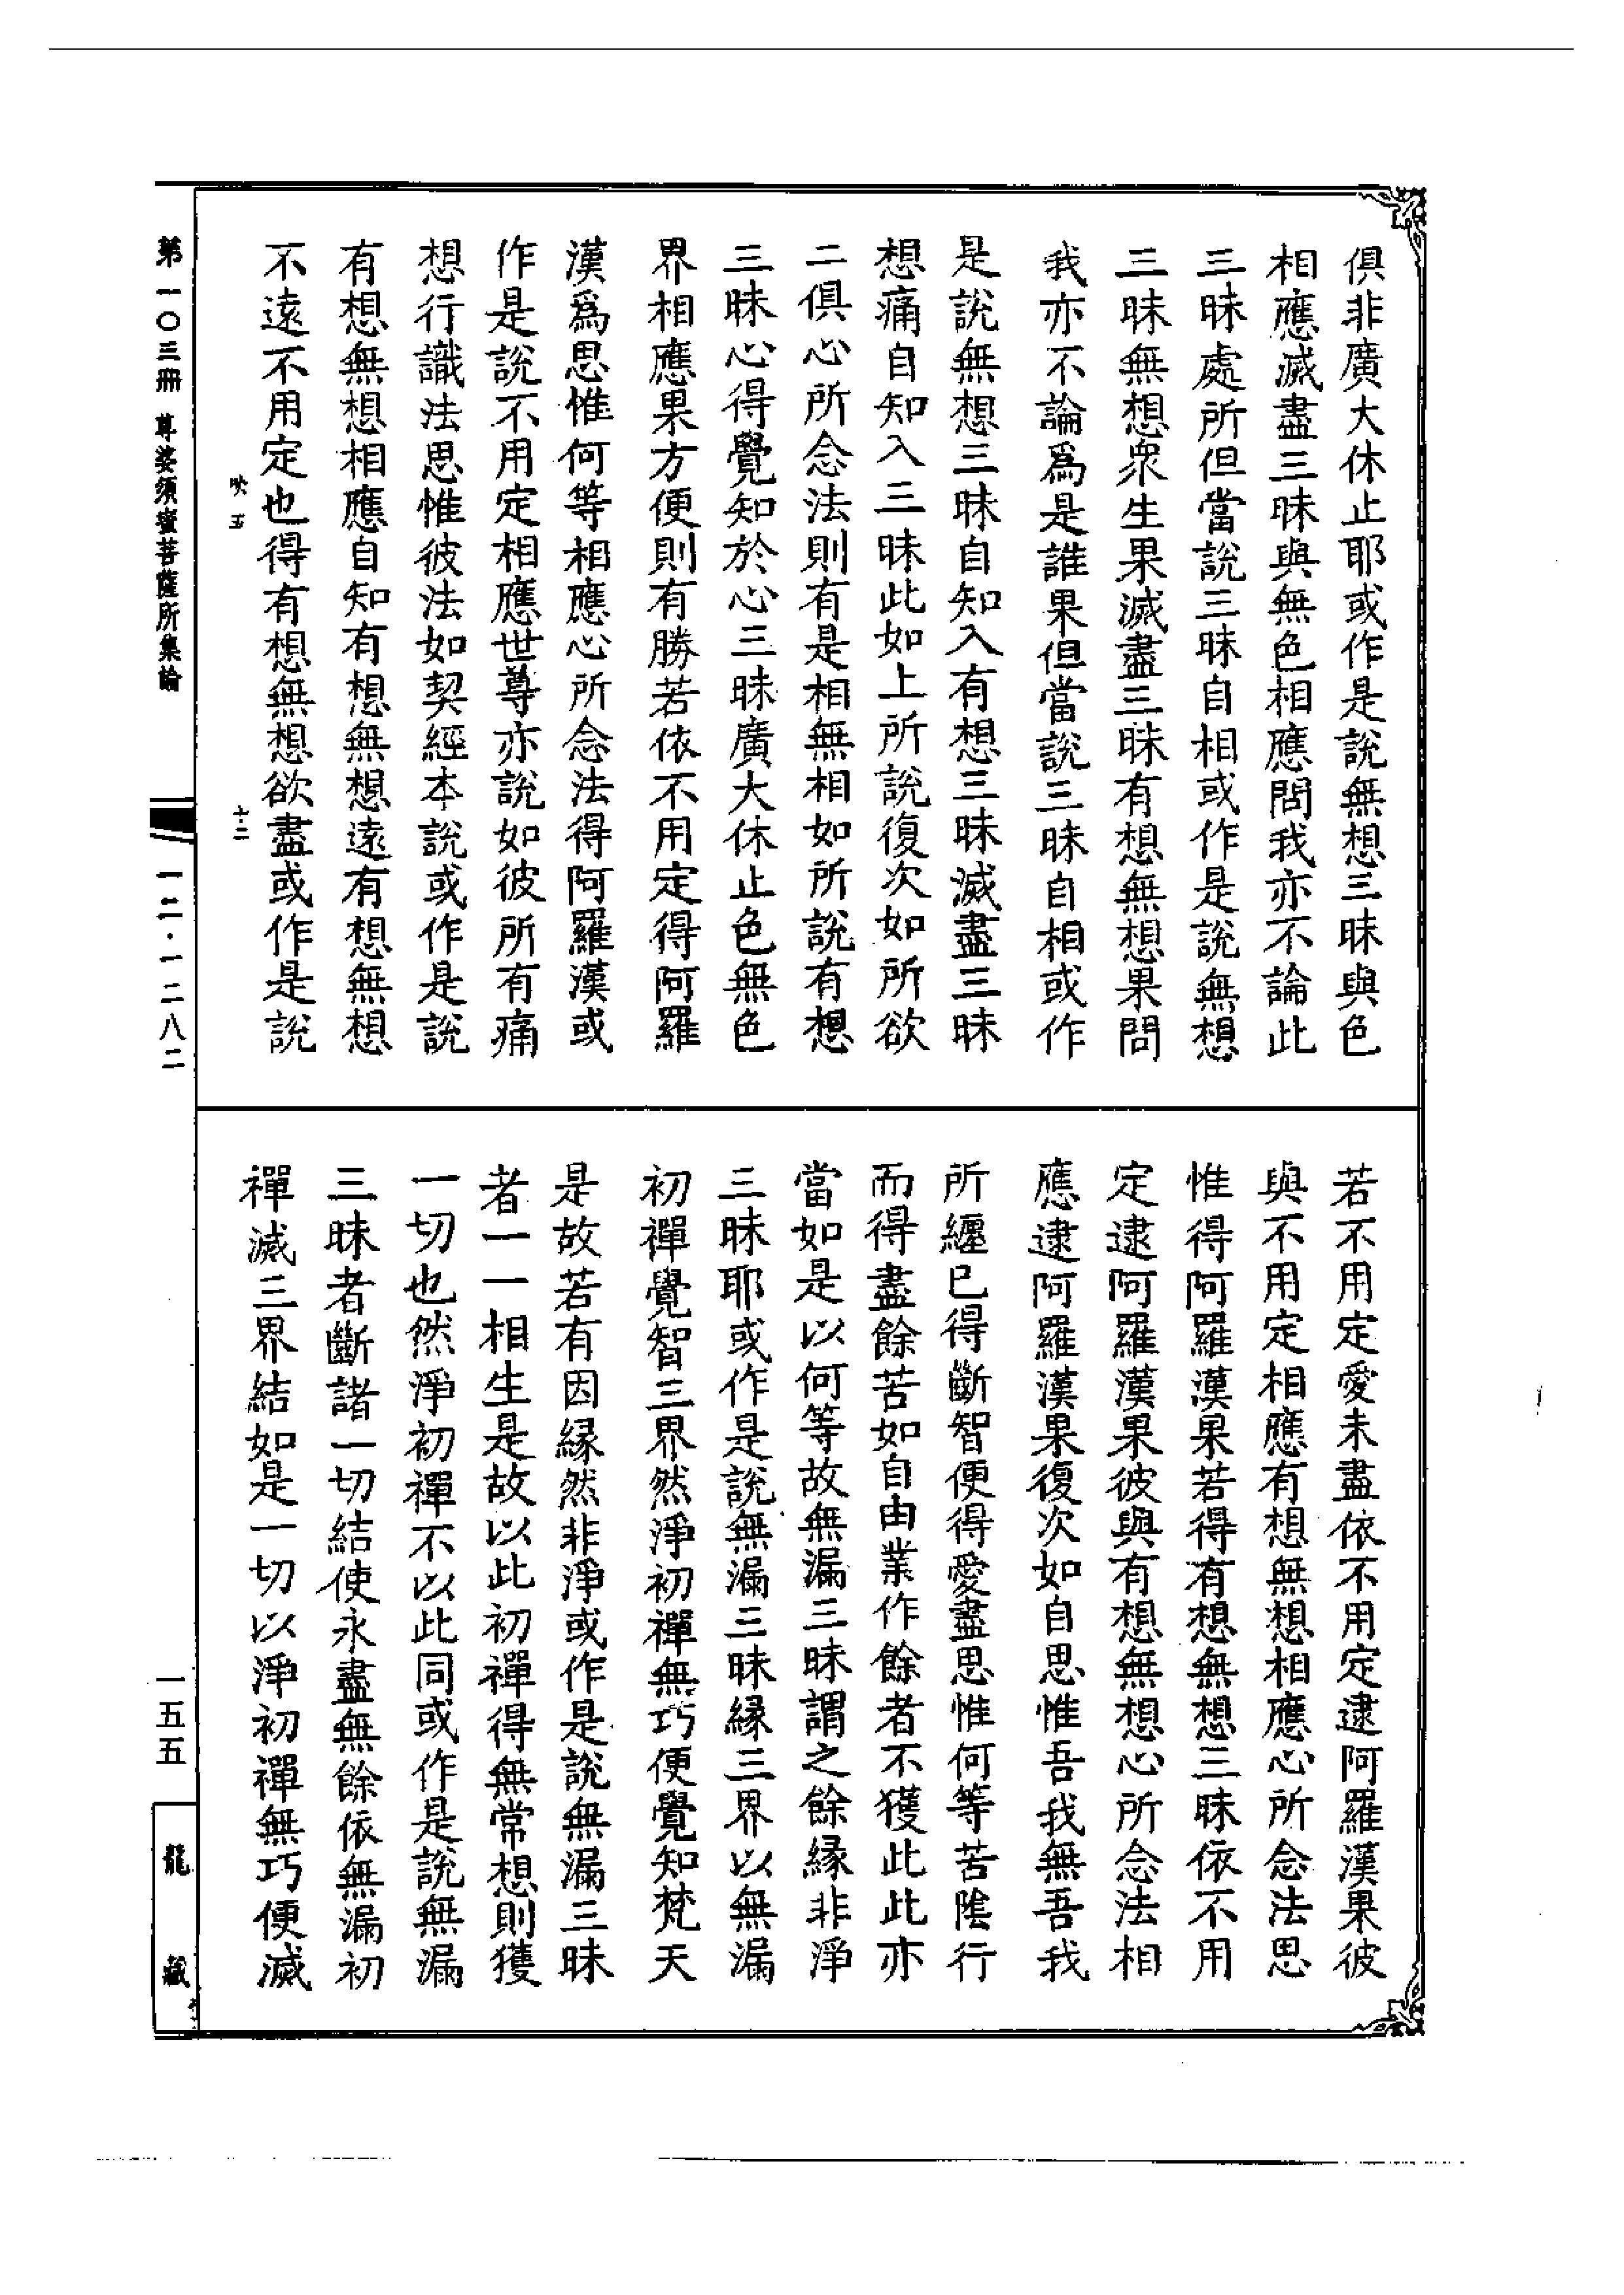 俱非廣大休止耶或作是説無想三昧與色
相應滅盡三昧與無色相應問我亦不論此
三昧處所但當説三昧自相或作是説無想
三昧無想衆生果滅盡三昧有想無想果問
我亦不論爲是誰果但當説三昧自相或作
是説無想三昧自知入有想三昧滅盡三昧
想痛自知入三昧此如上所説復次如所欲
二俱心所念法則有是相無相如所説有想
三昧心得覺知於心三昧廣大休止色無色
界相應果方便則有勝若依不用定得阿羅
漢爲思惟何等相應心所念法得阿羅漢或
作是説不用定相應世尊亦説如彼所有痛
想行識法思惟彼法如契經本説或作是説
有想無想相應自知有想無想遠有想無想
不遠不用定也得有想無想欲盡或作是説
若不用定愛未盡依不用定逮阿羅漢果彼
與不用定相應有想無想相應心所念法思
惟得阿羅漢果若得有想無想三昧依不用
定逮阿羅漢果彼與有想無想心所念法相
應逮阿羅漢果復次如自思惟吾我無吾我
所纏已得斷智便得愛盡思惟何等苦陰行
而得盡餘苦如自由業作餘者不獲此此亦
當如是以何等故無漏三昧謂之餘緣非淨
三昧耶或作是説無漏三昧緣三界以無漏
初禪覺智三界然淨初禪無巧便覺知梵天
是故若有因緣然非淨或作是説無漏三昧
者一一相生是故以此初禪得無常想則獲
一切也然淨初禪不以此同或作是説無漏
三昧者斷諸一切結使永盡無餘依無漏初
禪滅三界結如是一切以淨初禪無巧便滅
第一〇三冊 尊婆須蜜菩薩所集論
一二·一二八二
一五五
龍藏
十二